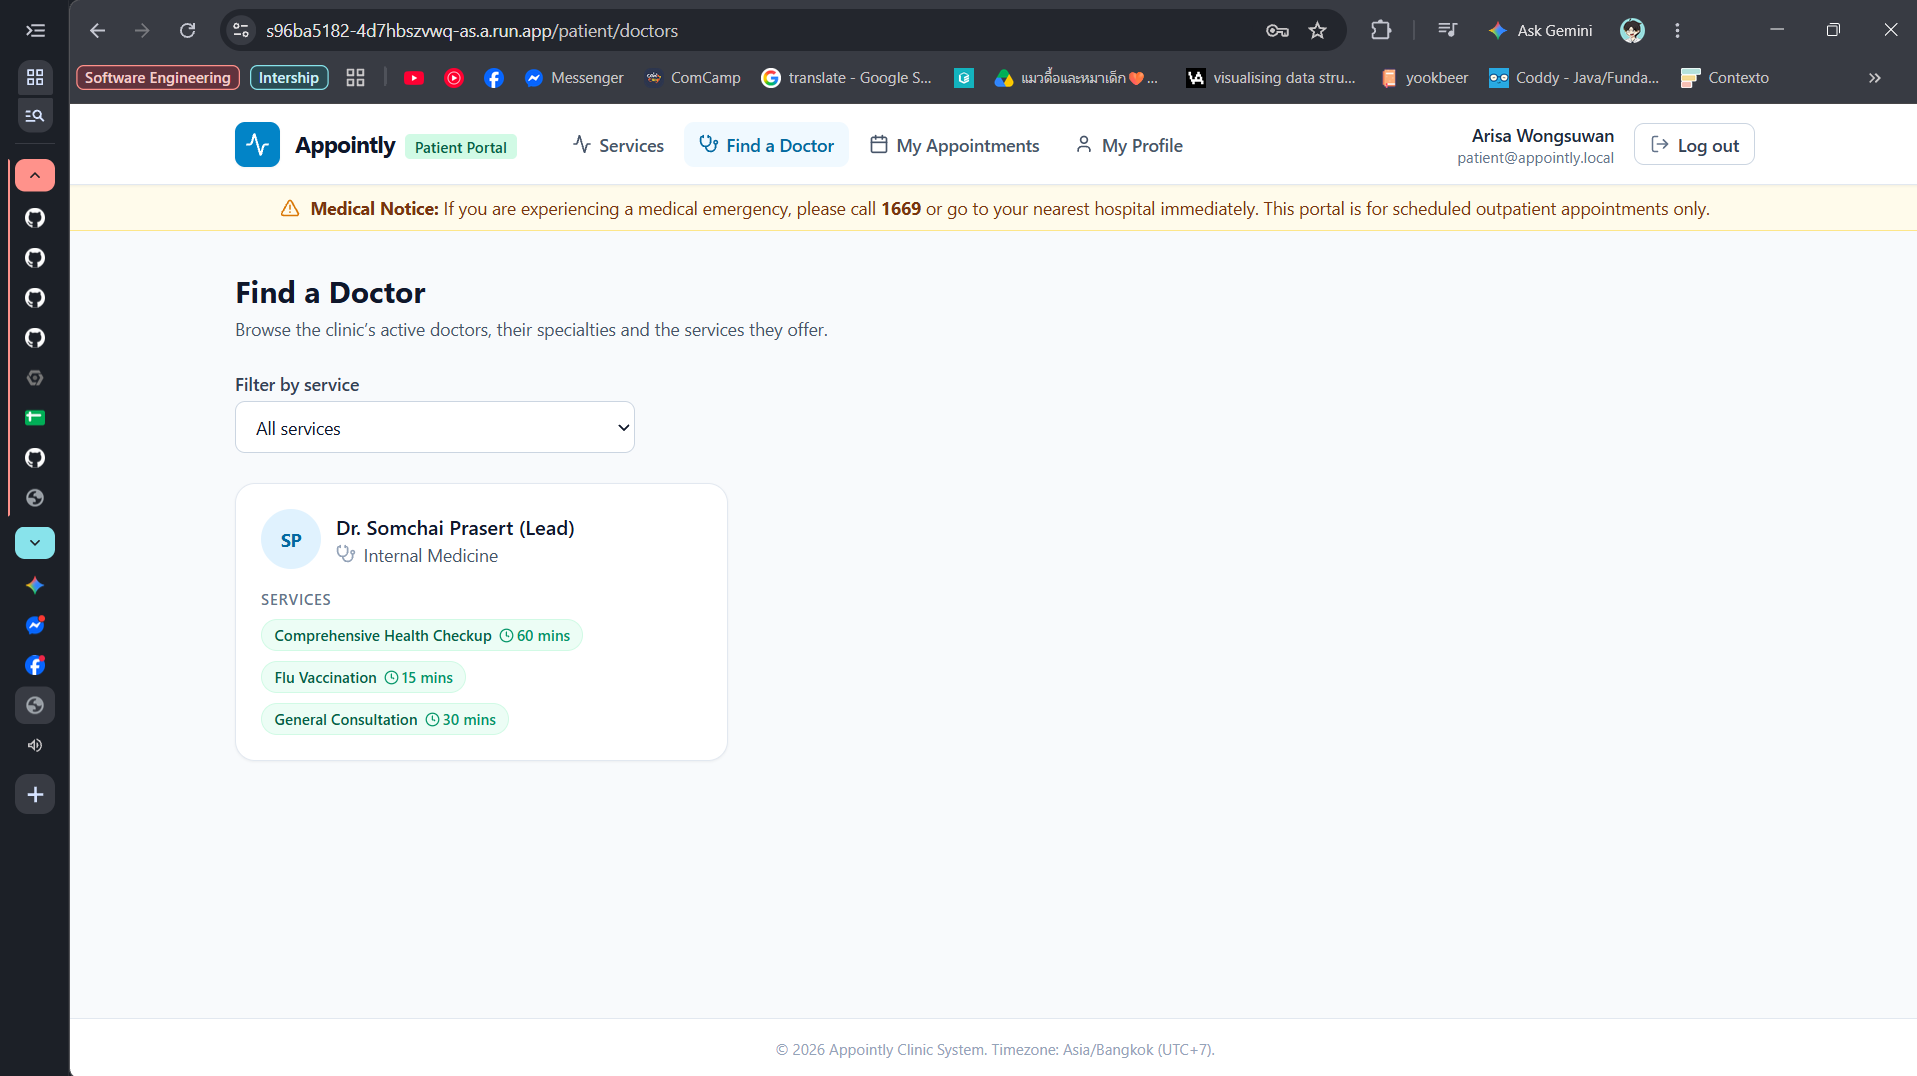 s96ba5182-4d7hbszvwq-as.a.run.app/patient/doctors
Ask Gemini
Software Engineering
Intership
Messenger
ComCamp
translate - Google S...
แมวดื้อและหมาเด็ก❤️...
visualising data stru...
yookbeer
Coddy - Java/Funda...
Contexto
Appointly
Patient Portal
Services
Find a Doctor
My Appointments
My Profile
Arisa Wongsuwan
patient@appointly.local
Log out
Medical Notice: If you are experiencing a medical emergency, please call 1669 or go to your nearest hospital immediately. This portal is for scheduled outpatient appointments only.
Find a Doctor
Browse the clinic's active doctors, their specialties and the services they offer.
Filter by service
All services
SP
Dr. Somchai Prasert (Lead)
Internal Medicine
SERVICES
Comprehensive Health Checkup 60 mins
Flu Vaccination 15 mins
General Consultation 30 mins
© 2026 Appointly Clinic System. Timezone: Asia/Bangkok (UTC+7).